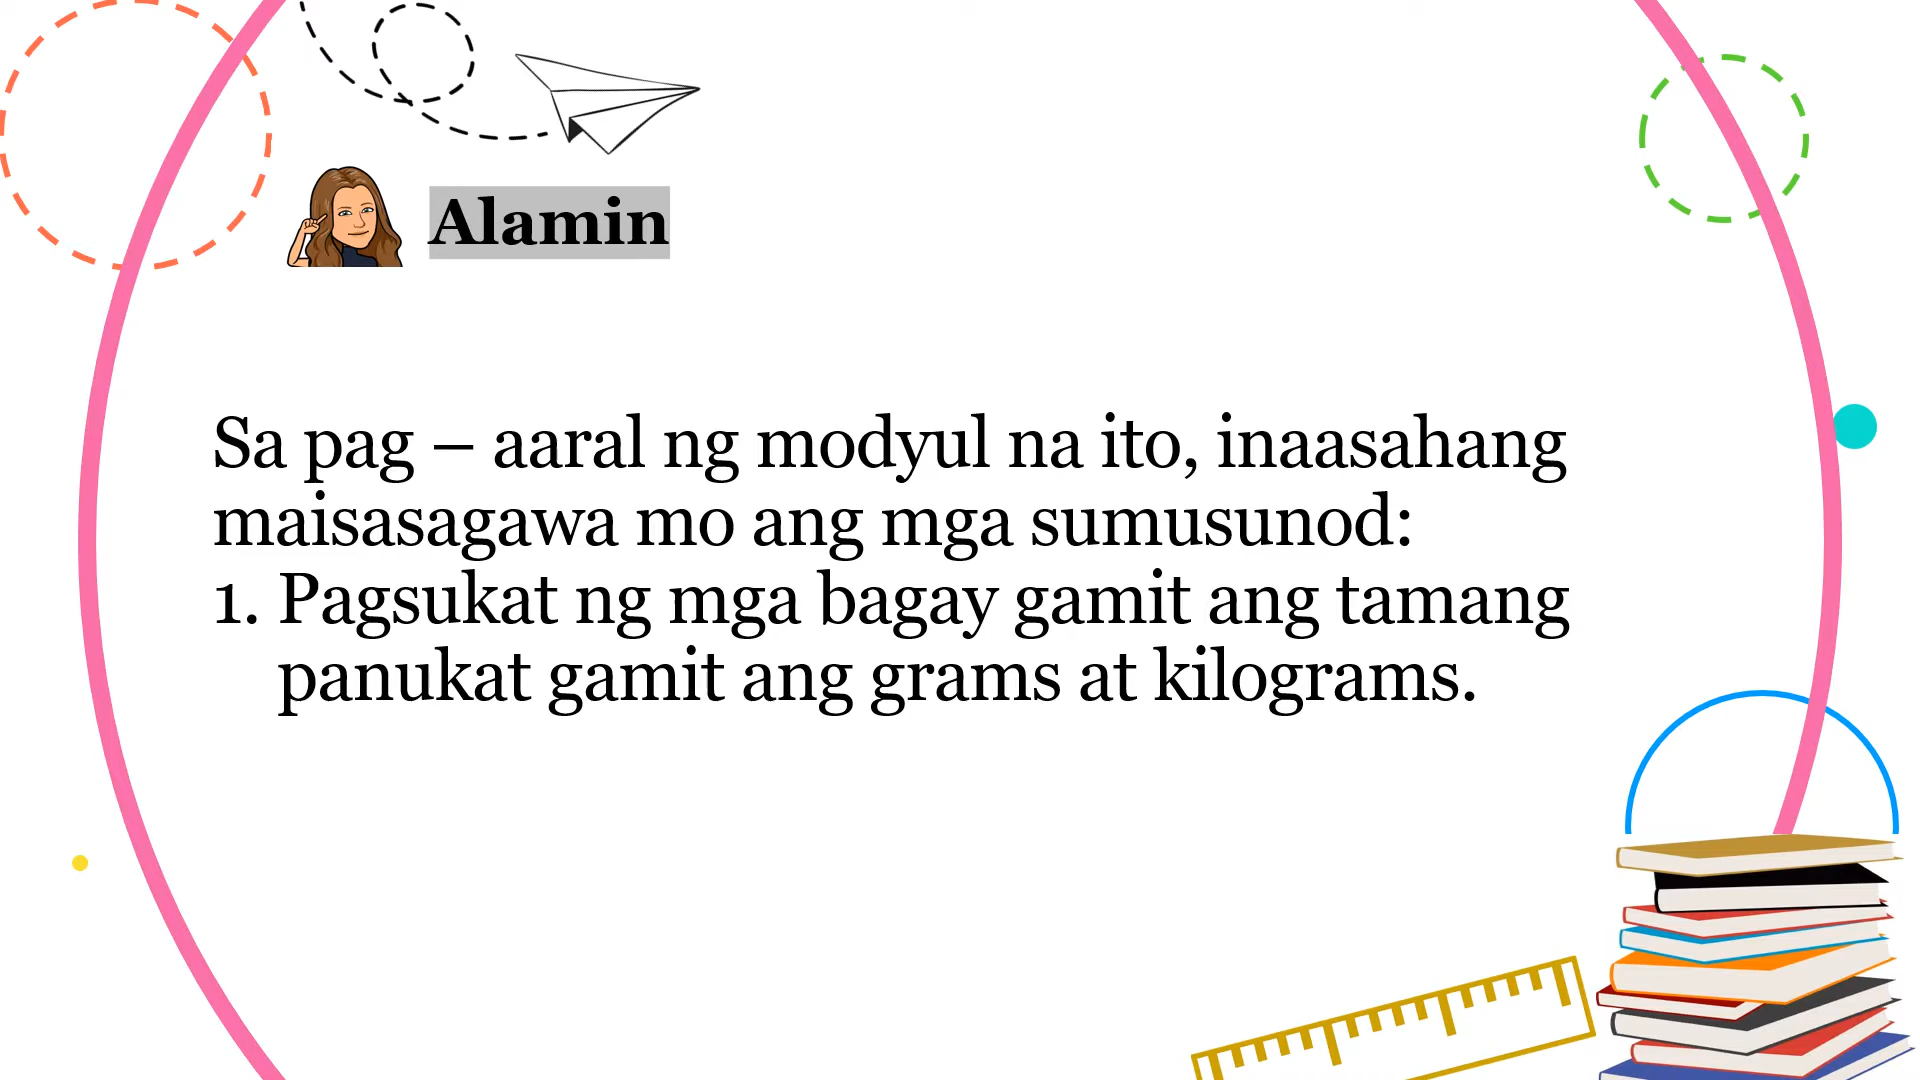 Alamin
Sa pag – aaral ng modyul na ito, inaasahang
maisasagawa mo ang mga sumusunod:
1. Pagsukat ng mga bagay gamit ang tamang
panukat gamit ang grams at kilograms.